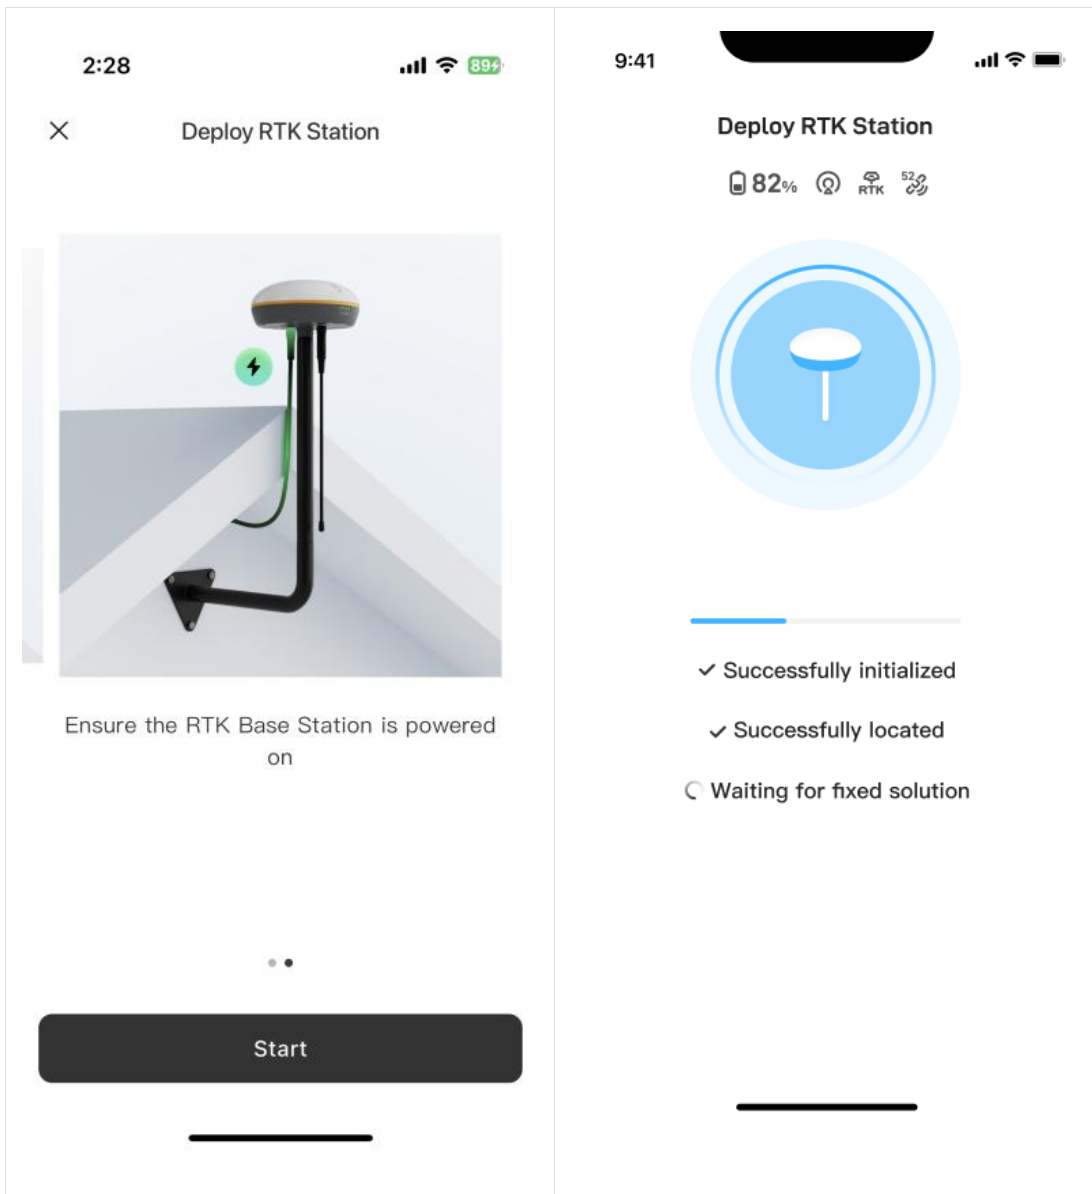 2:28
89
Deploy RTK Station
Ensure the RTK Base Station is powered
on
Start
9:41
Deploy RTK Station
82%
RTK
52
Successfully initialized
Successfully located
Waiting for fixed solution